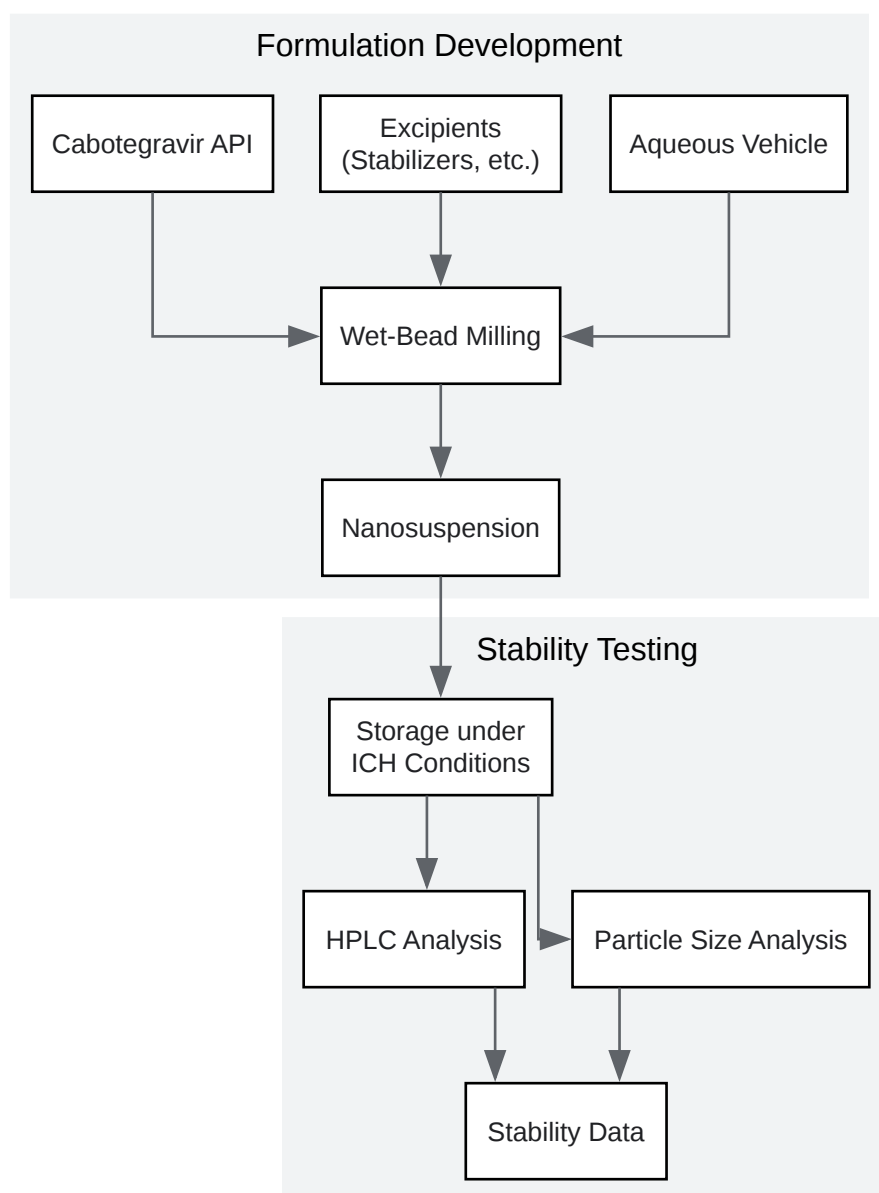 Formulation Development
Cabotegravir API
Excipients
(Stabilizers, etc.)
Aqueous Vehicle
Wet-Bead Milling
Nanosuspension
Stability Testing
Storage under
ICH Conditions
HPLC Analysis
Particle Size Analysis
Stability Data